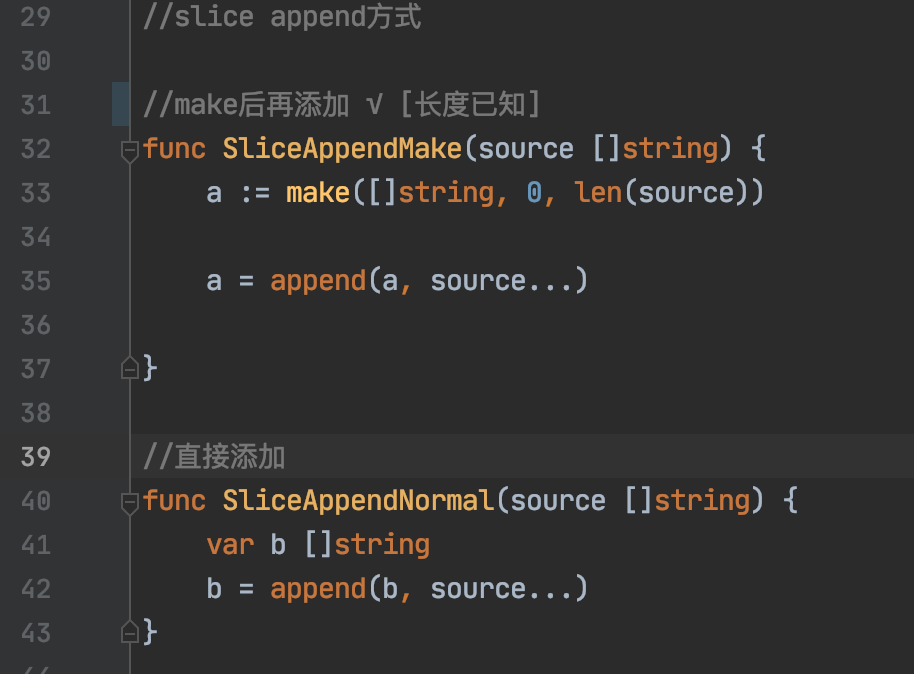 29 //slice append方式
30
31 //make后再添加 √ [长度已知]
32 func SliceAppendMake(source []string) {
33 a := make([]string, 0, len(source))
34
35 a = append(a, source...)
36
37 }
38
39 //直接添加
40 func SliceAppendNormal(source []string) {
41 var b []string
42 b = append(b, source...)
43 }